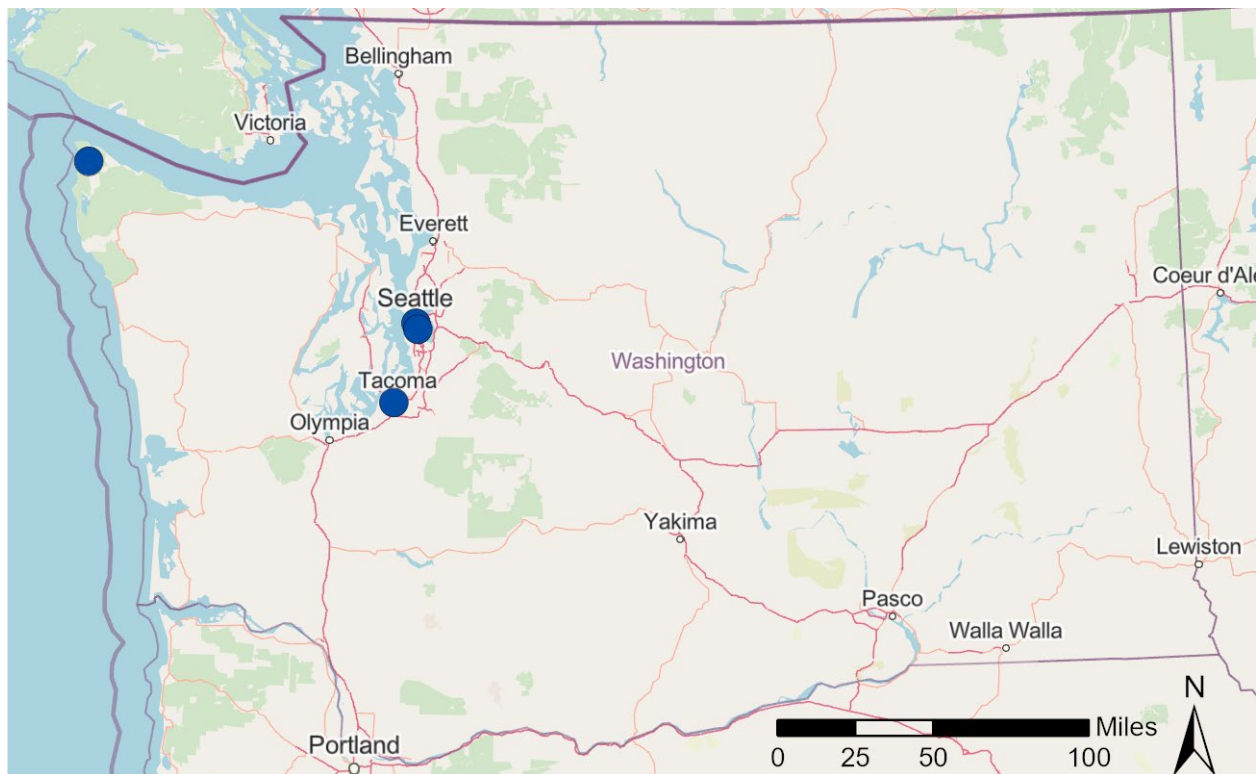 Bellingham
Victoria
Everett
Coeur d'Ale
Seattle
Washington
Tacoma
Olympia
Yakima
Lewiston
Pasco
Walla Walla
N
Miles
Portland
0 25 50 100